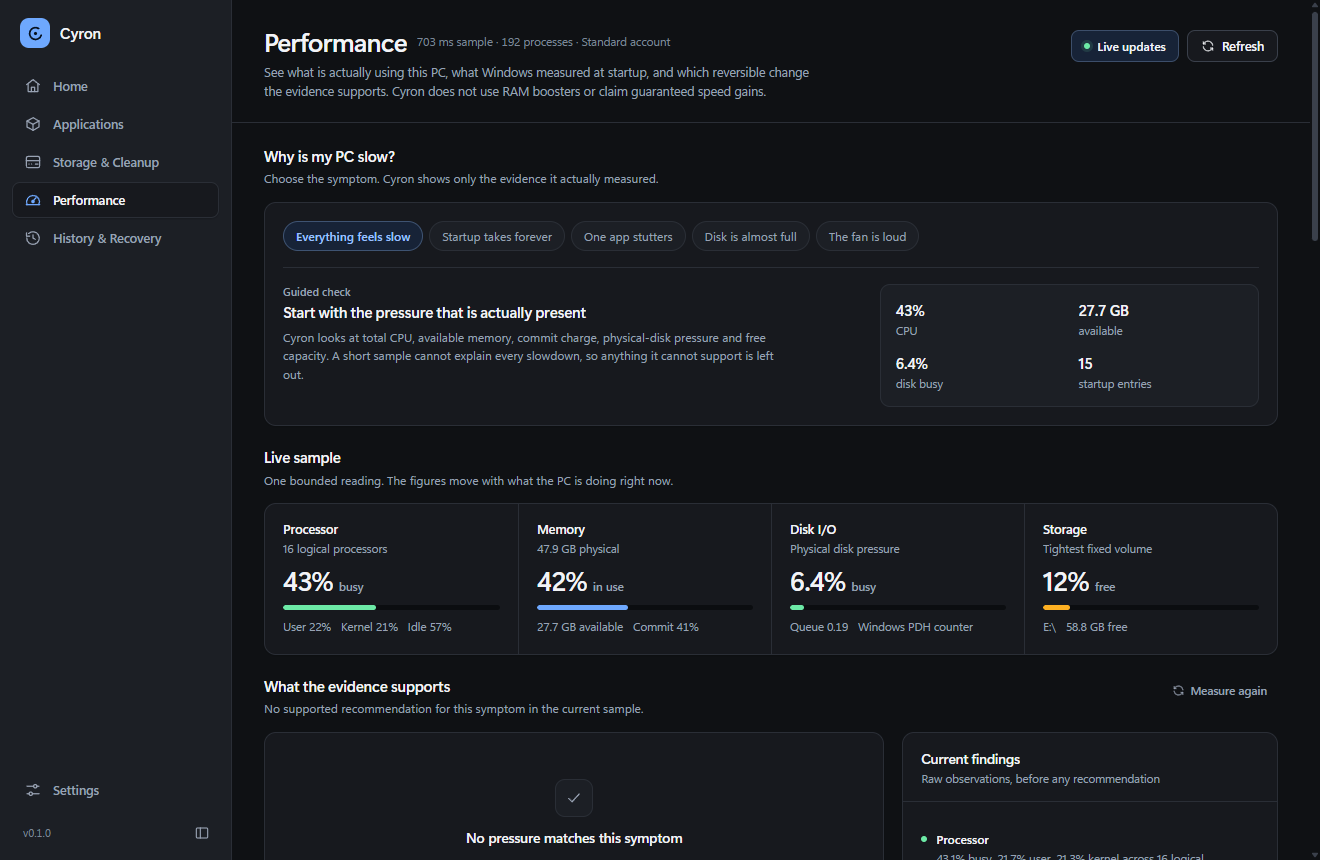 Cyron
Home
Applications
Storage & Cleanup
Performance
History & Recovery
Settings
v0.1.0
Performance 703 ms sample · 192 processes · Standard account
See what is actually using this PC, what Windows measured at startup, and which reversible change
the evidence supports. Cyron does not use RAM boosters or claim guaranteed speed gains.
Live updates
Refresh
Why is my PC slow?
Choose the symptom. Cyron shows only the evidence it actually measured.
Everything feels slow
Startup takes forever
One app stutters
Disk is almost full
The fan is loud
Guided check
Start with the pressure that is actually present
Cyron looks at total CPU, available memory, commit charge, physical-disk pressure and free
capacity. A short sample cannot explain every slowdown, so anything it cannot support is left
out.
43%
CPU
27.7 GB
available
6.4%
disk busy
15
startup entries
Live sample
One bounded reading. The figures move with what the PC is doing right now.
Processor
16 logical processors
43% busy
User 22% Kernel 21% Idle 57%
Memory
47.9 GB physical
42% in use
27.7 GB available Commit 41%
Disk I/O
Physical disk pressure
6.4% busy
Queue 0.19 Windows PDH counter
Storage
Tightest fixed volume
12% free
E:\ 58.8 GB free
What the evidence supports
No supported recommendation for this symptom in the current sample.
Measure again
No pressure matches this symptom
Current findings
Raw observations, before any recommendation
Processor
43.1% busy, 21.7% user, 21.3% kernel across 16 logical